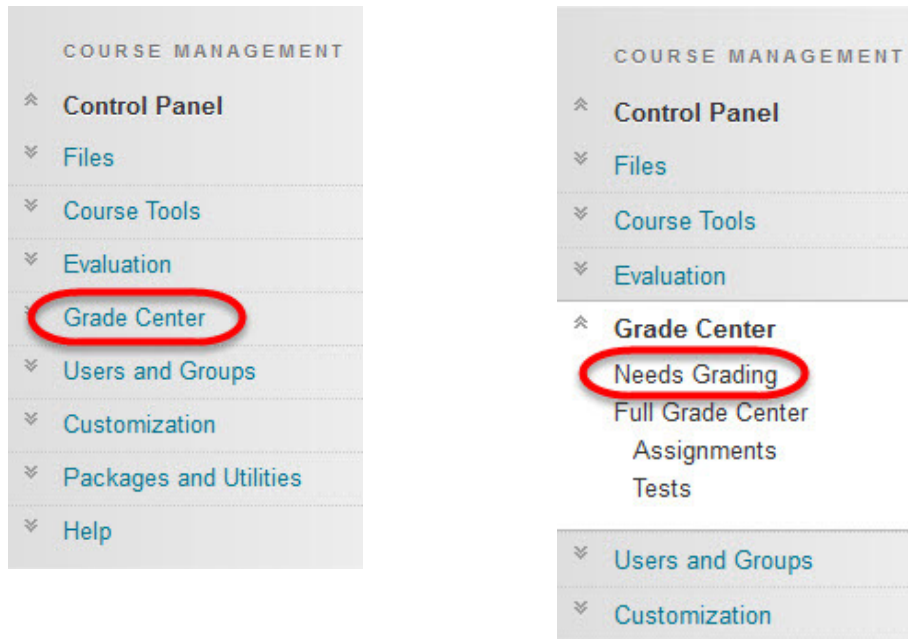 COURSE MANAGEMENT
Control Panel
Files
Course Tools
Evaluation
Grade Center
Users and Groups
Customization
Packages and Utilities
Help
COURSE MANAGEMENT
Control Panel
Files
Course Tools
Evaluation
Grade Center
Needs Grading
Full Grade Center
Assignments
Tests
Users and Groups
Customization